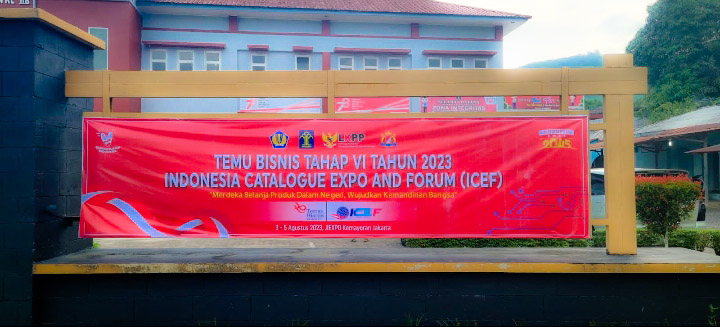 LKPP
TEMU BISNIS TAHAP VI TAHUN 2023
INDONESIA CATALOGUE EXPO AND FORUM (ICEF)
"Merdeka Belanja Produk Dalam Negeri, Wujudkan Kemandirian Bangsa"
ICEF
3 - 5 Agustus 2023, JIEXPO Kemayoran Jakarta